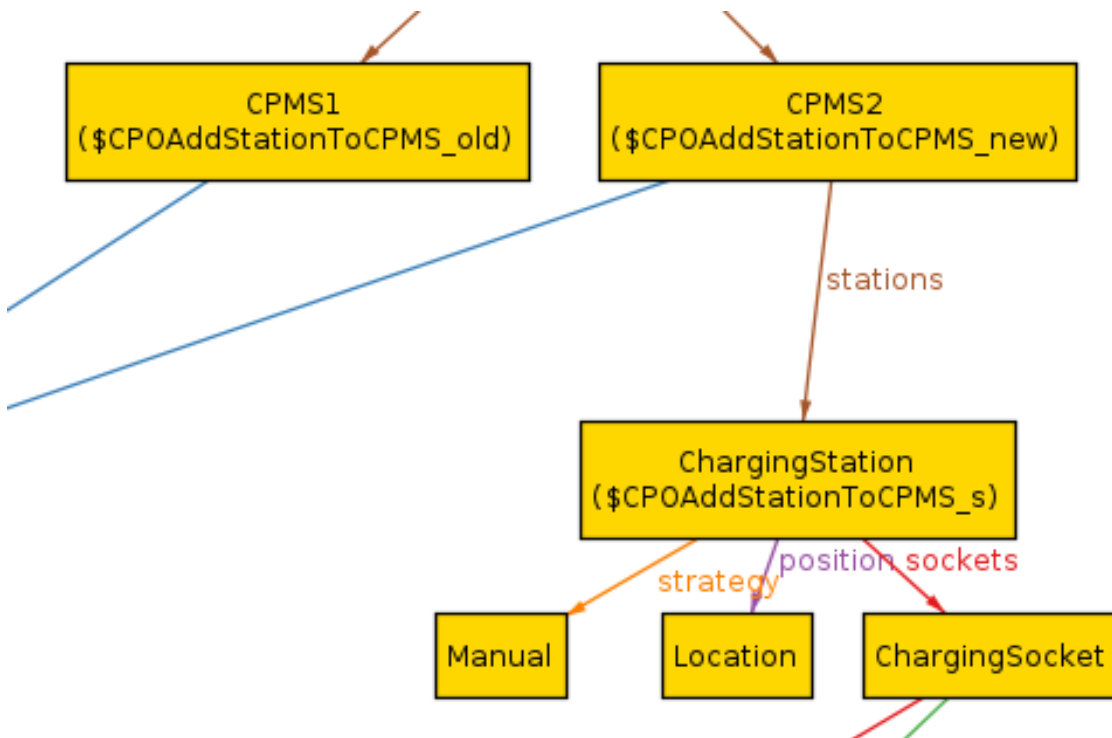 CPMS1
($CPOAddStationToCPMS_old)
CPMS2
($CPOAddStationToCPMS_new)
stations
ChargingStation
($CPOAddStationToCPMS_s)
strategy
position
sockets
Manual
Location
ChargingSocket